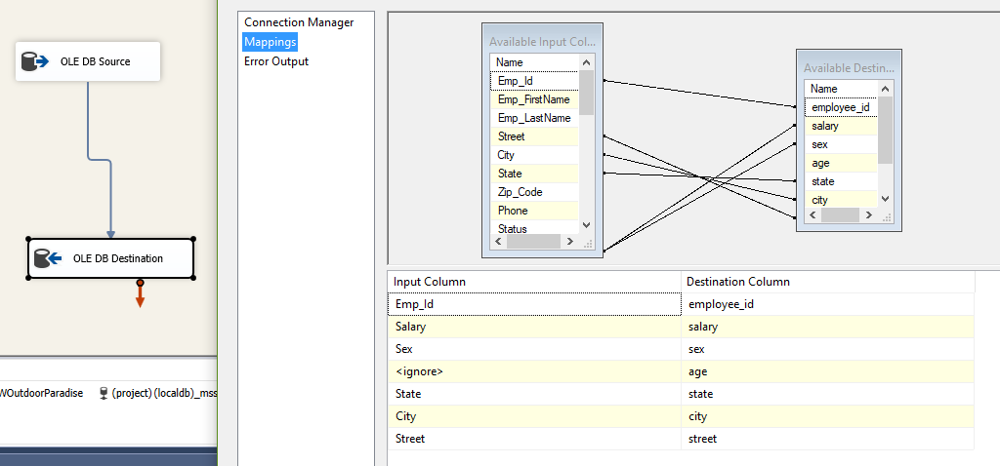 OLE DB Source
OLE DB Destination
WOutdoorParadise
(project) (localdb)_mss
Connection Manager
Mappings
Error Output
Available Input Col...
Name
Emp_Id
Emp_FirstName
Emp_LastName
Street
City
State
Zip_Code
Phone
Status
Available Destin...
Name
employee_id
salary
sex
age
state
city
Input Column Destination Column
Emp_Id employee_id
Salary salary
Sex sex
<ignore> age
State state
City city
Street street